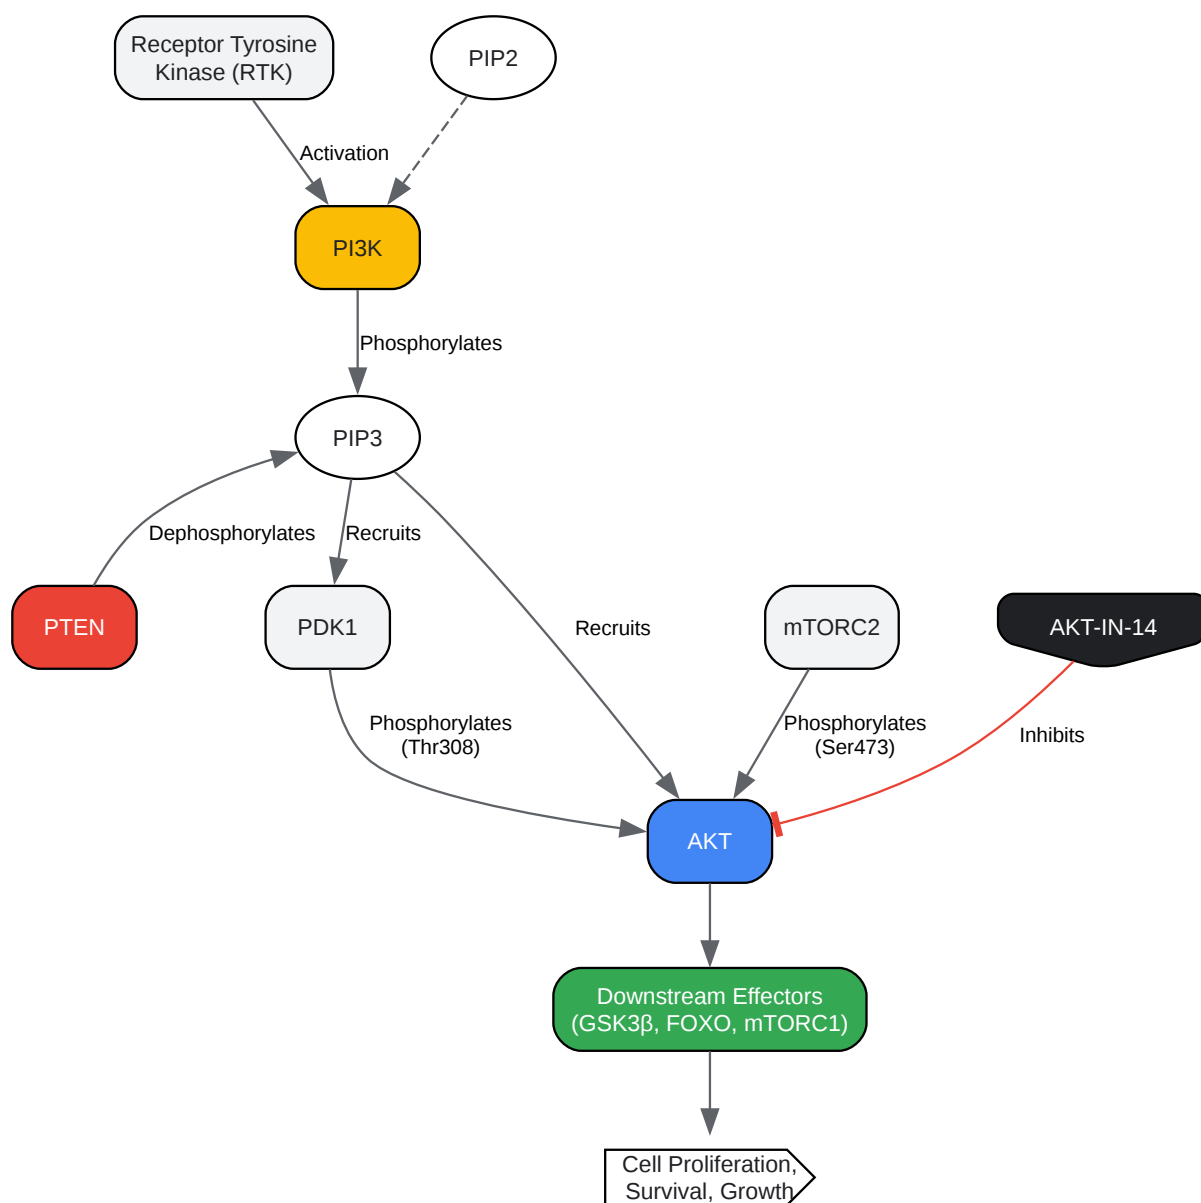 Receptor Tyrosine
Kinase (RTK)
PIP2
Activation
PI3K
Phosphorylates
PIP3
Dephosphorylates
Recruits
PTEN
PDK1
Recruits
mTORC2
AKT-IN-14
Phosphorylates
(Thr308)
Phosphorylates
(Ser473)
Inhibits
AKT
Downstream Effectors
(GSK3β, FOXO, mTORC1)
Cell Proliferation,
Survival, Growth